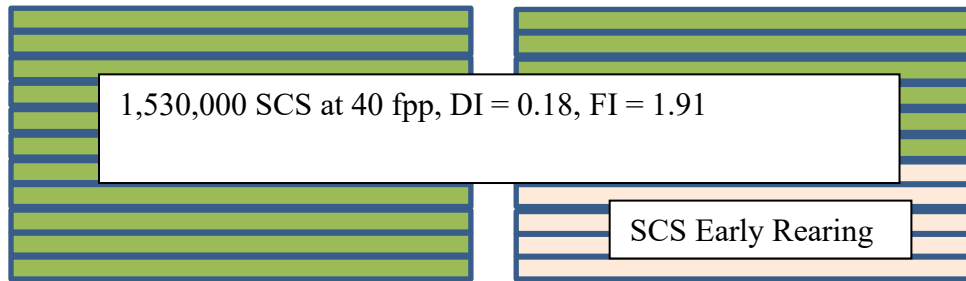 1,530,000 SCS at 40 fpp, DI = 0.18, FI = 1.91
SCS Early Rearing